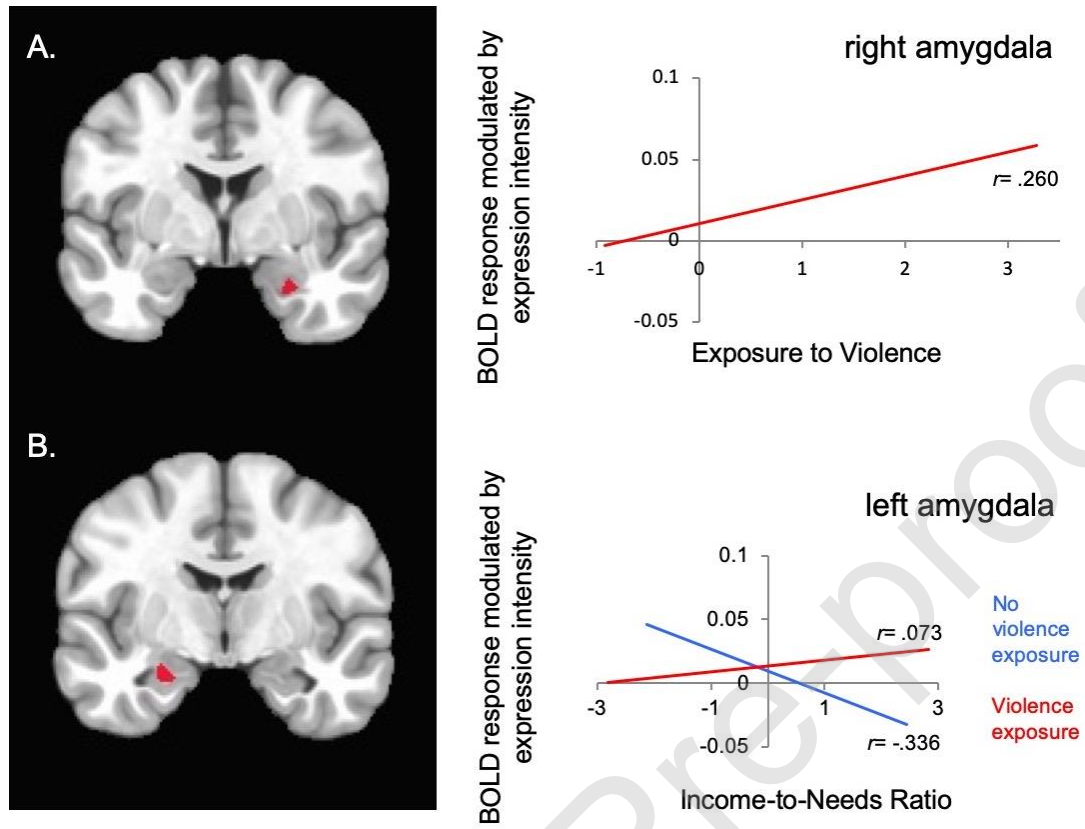 A.
BOLD response modulated by
expression intensity
right amygdala
0.1
0.05
0
-0.05
r= .260
-1
0
1
2
3
Exposure to Violence
B.
BOLD response modulated by
expression intensity
left amygdala
0.1
0.05
0
-0.05
-3
-1
1
3
r= .073
r= -.336
No
violence
exposure
Violence
exposure
Income-to-Needs Ratio
Pre-proo